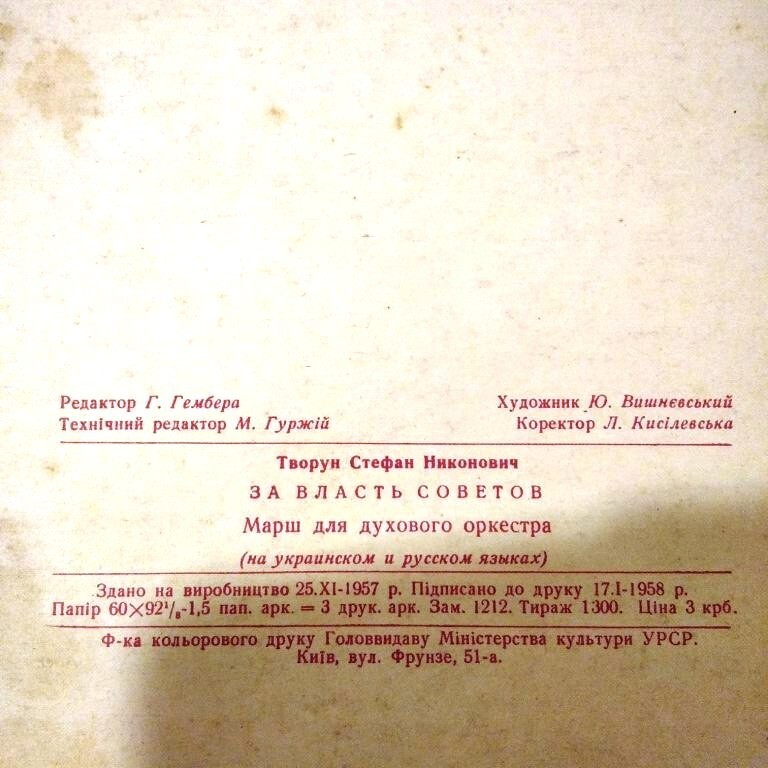 Редактор Г. Гембера
Художник Ю. Вишнєвський
Технічний редактор М. Гуржій
Коректор Л. Кисілевська
Творун Стефан Никонович
ЗА ВЛАСТЬ СОВЕТОВ
Марш для духового оркестра
(на украинском и русском языках)
Здано на виробництво 25.XI-1957 р. Підписано до друку 17.I-1958 р.
Папір 60×92¹/₈-1,5 пап. арк. = 3 друк. арк. Зам. 1212. Тираж 1300. Ціна 3 крб.
Ф-ка кольорового друку Головвидаву Міністерства культури УРСР.
Київ, вул. Фрунзе, 51-а.